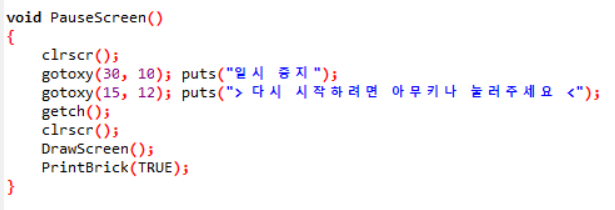 void PauseScreen()
{
clrscr();
gotoxy(30, 10); puts("일시 중지");
gotoxy(15, 12); puts("> 다시 시작하려면 아무키나 눌러주세요 <");
getch();
clrscr();
DrawScreen();
PrintBrick(TRUE);
}